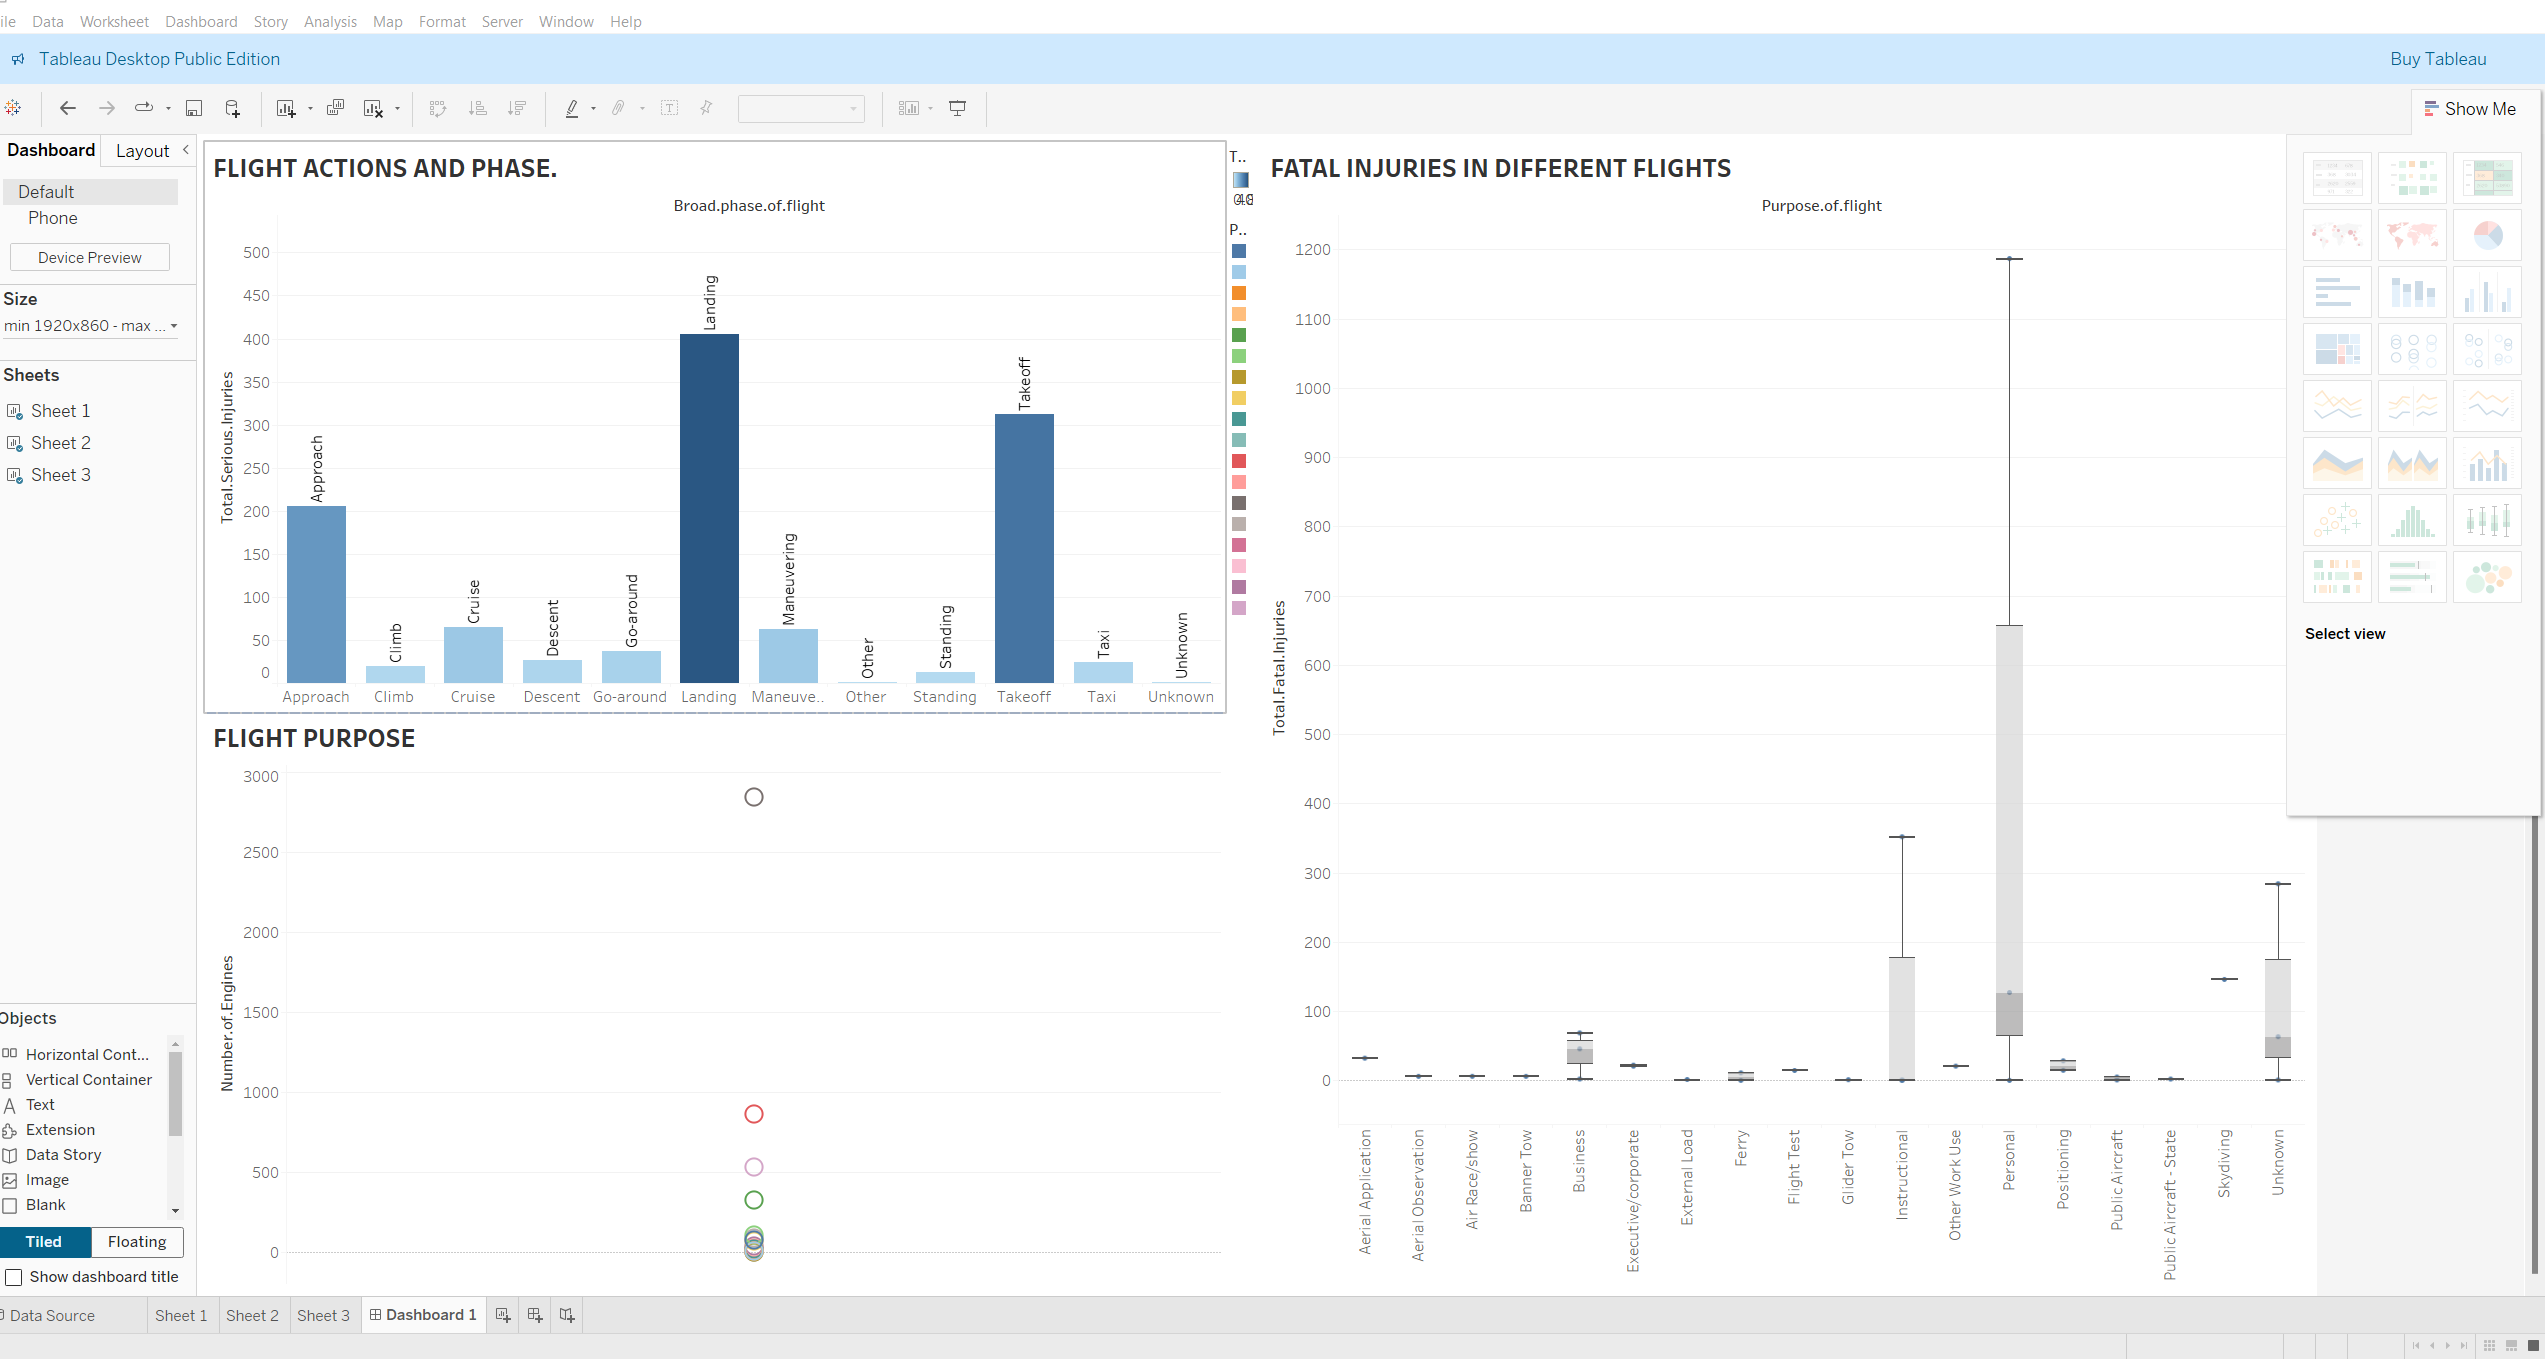 ile Data Worksheet Dashboard Story Analysis Map Format Server Window Help
Tableau Desktop Public Edition
Buy Tableau
Show Me
Dashboard Layout
Default
Phone
Device Preview
Size
min 1920x860 - max ...
Sheets
Sheet 1
Sheet 2
Sheet 3
Objects
Horizontal Cont...
Vertical Container
Text
Extension
Data Story
Image
Blank
Tiled Floating
Show dashboard title
FLIGHT ACTIONS AND PHASE.
Broad.phase.of.flight
Total.Serious.Injuries
500
450
400
350
300
250
200
150
100
50
0
Approach
Climb
Cruise
Descent
Go-around
Landing
Maneuvering
Other
Standing
Takeoff
Taxi
Unknown
Approach Climb Cruise Descent Go-around Landing Maneuve.. Other Standing Takeoff Taxi Unknown
T..
P..
FLIGHT PURPOSE
Number.of.Engines
3000
2500
2000
1500
1000
500
0
FATAL INJURIES IN DIFFERENT FLIGHTS
Purpose.of.flight
Total.Fatal.Injuries
1200
1100
1000
900
800
700
600
500
400
300
200
100
0
Aerial Application
Aerial Observation
Air Race/show
Banner Tow
Business
Executive/corporate
External Load
Ferry
Flight Test
Glider Tow
Instructional
Other Work Use
Personal
Positioning
Public Aircraft
Public Aircraft - State
Skydiving
Unknown
Select view
Data Source Sheet 1 Sheet 2 Sheet 3 Dashboard 1